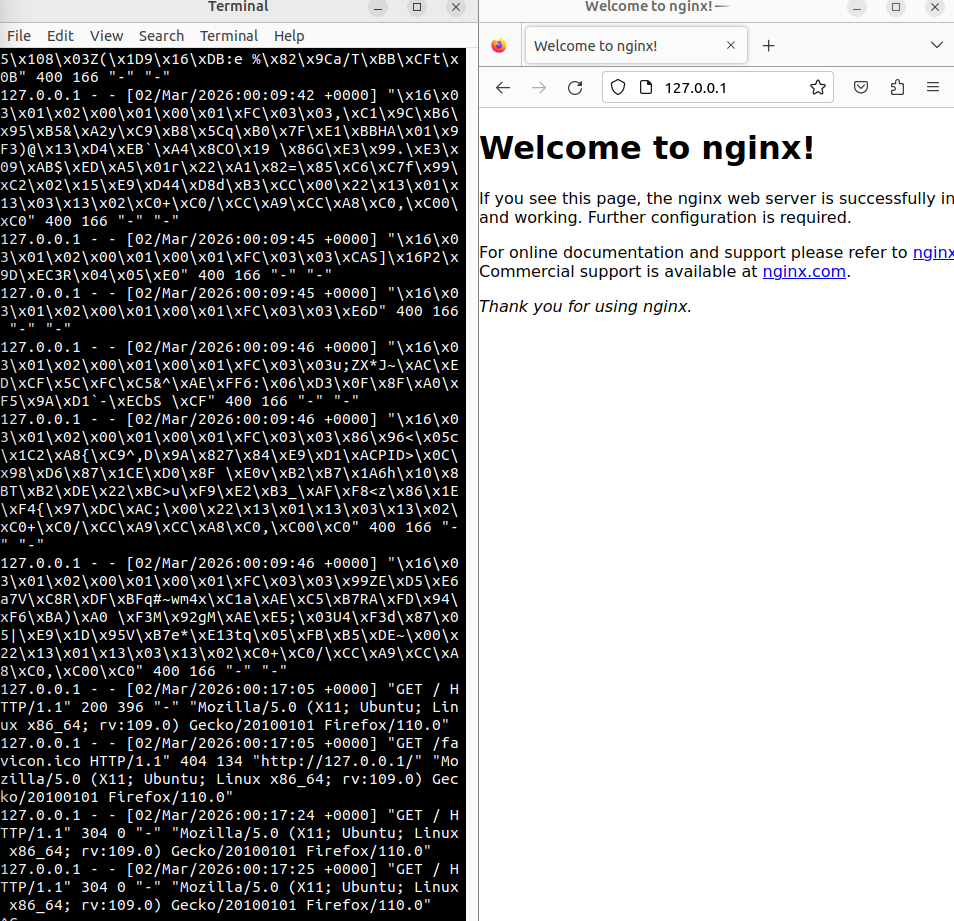 Terminal
File Edit View Search Terminal Help
5\x108\x03Z(\x1D9\x16\xDB:e %\x82\x9Ca/T\xBB\xCFt\x
0B" 400 166 "-" "-"
127.0.0.1 - - [02/Mar/2026:00:09:42 +0000] "\x16\x0
3\x01\x02\x00\x01\x00\x01\xFC\x03\x03,\xC1\x9C\xB6\
x95\xB5&\xA2y\xC9\xB8\x5Cq\xB0\x7F\xE1\xBBHA\x01\x9
F3)@\x13\xD4\xEB`\xA4\x8CO\x19 \x86G\xE3\x99.\xE3\x
09\xAB$\xED\xA5\x01r\x22\xA1\x82=\x85\xC6\xC7f\x99\
xC2\x02\x15\xE9\xD44\xD8d\xB3\xCC\x00\x22\x13\x01\x
13\x03\x13\x02\xC0+\xC0/\xCC\xA9\xCC\xA8\xC0,\xC00\
xC0" 400 166 "-" "-"
127.0.0.1 - - [02/Mar/2026:00:09:45 +0000] "\x16\x0
3\x01\x02\x00\x01\x00\x01\xFC\x03\x03\xCAS]\x16P2\x
9D\xEC3R\x04\x05\xE0" 400 166 "-" "-"
127.0.0.1 - - [02/Mar/2026:00:09:45 +0000] "\x16\x0
3\x01\x02\x00\x01\x00\x01\xFC\x03\x03\xE6D" 400 166
"-" "-"
127.0.0.1 - - [02/Mar/2026:00:09:46 +0000] "\x16\x0
3\x01\x02\x00\x01\x00\x01\xFC\x03\x03u;ZX*J~\xAC\xE
D\xCF\x5C\xFC\xC5&^\xAE\xFF6:\x06\xD3\x0F\x8F\xA0\x
F5\x9A\xD1`-\xECbS \xCF" 400 166 "-" "-"
127.0.0.1 - - [02/Mar/2026:00:09:46 +0000] "\x16\x0
3\x01\x02\x00\x01\x00\x01\xFC\x03\x03\x86\x96<\x05c
\x1C2\xA8{\xC9^,D\x9A\x827\x84\xE9\xD1\xACPID>\x0C\
x98\xD6\x87\x1CE\xD0\x8F \xE0v\xB2\xB7\x1A6h\x10\x8
BT\xB2\xDE\x22\xBC>u\xF9\xE2\xB3_\xAF\xF8<z\x86\x1E
\xF4{\x97\xDC\xAC;\x00\x22\x13\x01\x13\x03\x13\x02\
xC0+\xC0/\xCC\xA9\xCC\xA8\xC0,\xC00\xC0" 400 166 "-
" "-"
127.0.0.1 - - [02/Mar/2026:00:09:46 +0000] "\x16\x0
3\x01\x02\x00\x01\x00\x01\xFC\x03\x03\x99ZE\xD5\xE6
a7V\xC8R\xDF\xBFq#~wm4x\xC1a\xAE\xC5\xB7RA\xFD\x94\
xF6\xBA)\xA0 \xF3M\x92gM\xAE\xE5;\x03U4\xF3d\x87\x0
5|\xE9\x1D\x95V\xB7e*\xE13tq\x05\xFB\xB5\xDE~\x00\x
22\x13\x01\x13\x03\x13\x02\xC0+\xC0/\xCC\xA9\xCC\xA
8\xC0,\xC00\xC0" 400 166 "-" "-"
127.0.0.1 - - [02/Mar/2026:00:17:05 +0000] "GET / H
TTP/1.1" 200 396 "-" "Mozilla/5.0 (X11; Ubuntu; Lin
ux x86_64; rv:109.0) Gecko/20100101 Firefox/110.0"
127.0.0.1 - - [02/Mar/2026:00:17:05 +0000] "GET /fa
vicon.ico HTTP/1.1" 404 134 "http://127.0.0.1/" "Mo
zilla/5.0 (X11; Ubuntu; Linux x86_64; rv:109.0) Gec
ko/20100101 Firefox/110.0"
127.0.0.1 - - [02/Mar/2026:00:17:24 +0000] "GET / H
TTP/1.1" 304 0 "-" "Mozilla/5.0 (X11; Ubuntu; Linux
x86_64; rv:109.0) Gecko/20100101 Firefox/110.0"
127.0.0.1 - - [02/Mar/2026:00:17:25 +0000] "GET / H
TTP/1.1" 304 0 "-" "Mozilla/5.0 (X11; Ubuntu; Linux
x86_64; rv:109.0) Gecko/20100101 Firefox/110.0"
Welcome to nginx! —
Welcome to nginx!
127.0.0.1
Welcome to nginx!
If you see this page, the nginx web server is successfully in
and working. Further configuration is required.
For online documentation and support please refer to nginx
Commercial support is available at nginx.com.
Thank you for using nginx.